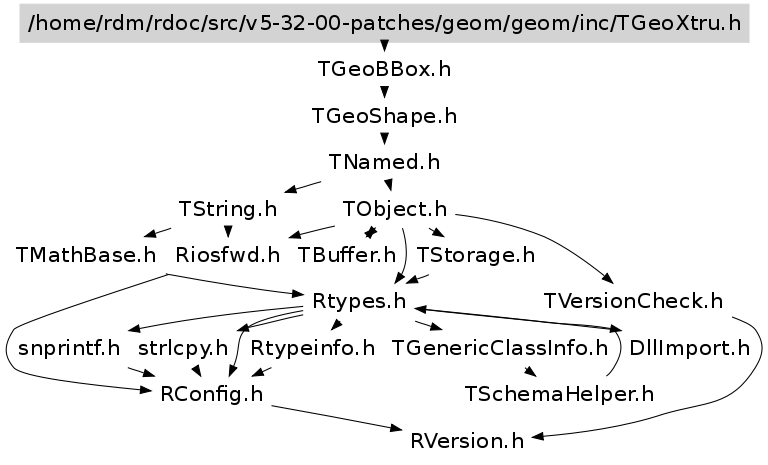 /home/rdm/rdoc/src/v5-32-00-patches/geom/geom/inc/TGeoXtru.h
TGeoBBox.h
TGeoShape.h
TNamed.h
TString.h
TObject.h
TMathBase.h
Riosfwd.h
TBuffer.h
TStorage.h
Rtypes.h
TVersionCheck.h
snprintf.h
strlcpy.h
Rtypeinfo.h
TGenericClassInfo.h
DllImport.h
RConfig.h
TSchemaHelper.h
RVersion.h